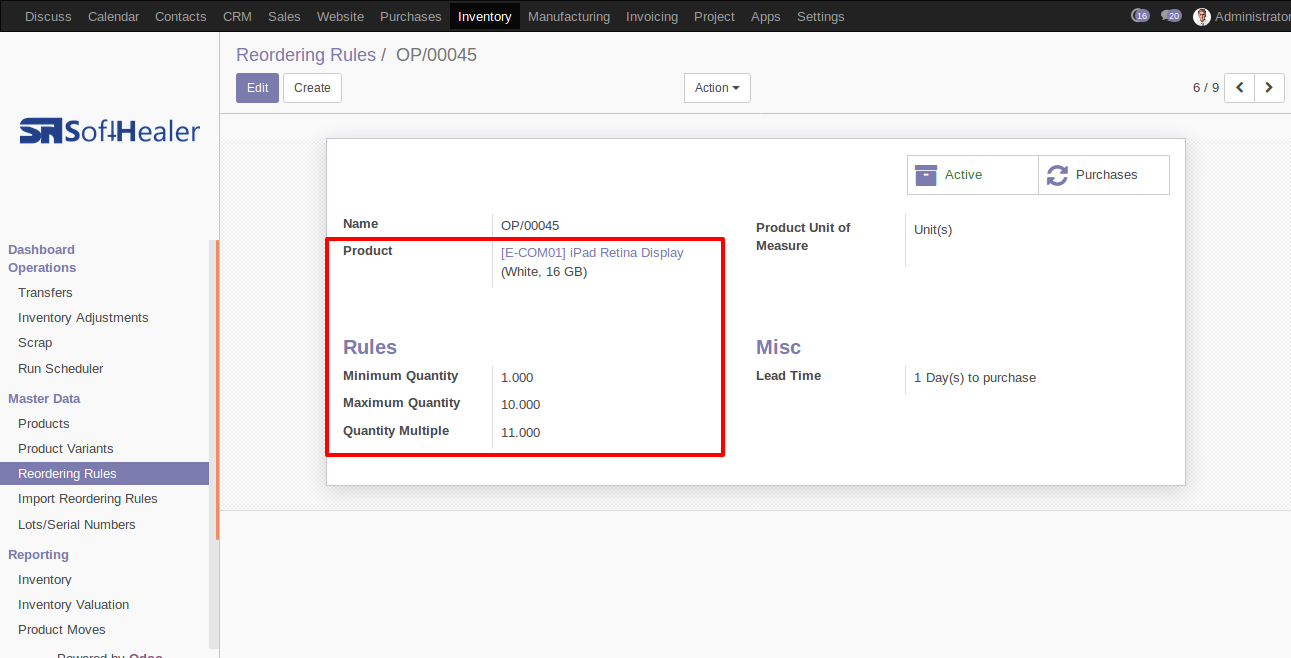 Discuss Calendar Contacts CRM Sales Website Purchases Inventory Manufacturing Invoicing Project Apps Settings 16 20 Administrator
Reordering Rules / OP/00045
Edit Create Action 6 / 9
SH SoftHealer
Active Purchases
Name OP/00045
Product [E-COM01] iPad Retina Display
(White, 16 GB)
Product Unit of
Measure
Unit(s)
Rules
Minimum Quantity 1.000
Maximum Quantity 10.000
Quantity Multiple 11.000
Misc
Lead Time 1 Day(s) to purchase
Dashboard
Operations
Transfers
Inventory Adjustments
Scrap
Run Scheduler
Master Data
Products
Product Variants
Reordering Rules
Import Reordering Rules
Lots/Serial Numbers
Reporting
Inventory
Inventory Valuation
Product Moves
Powered by Odoo